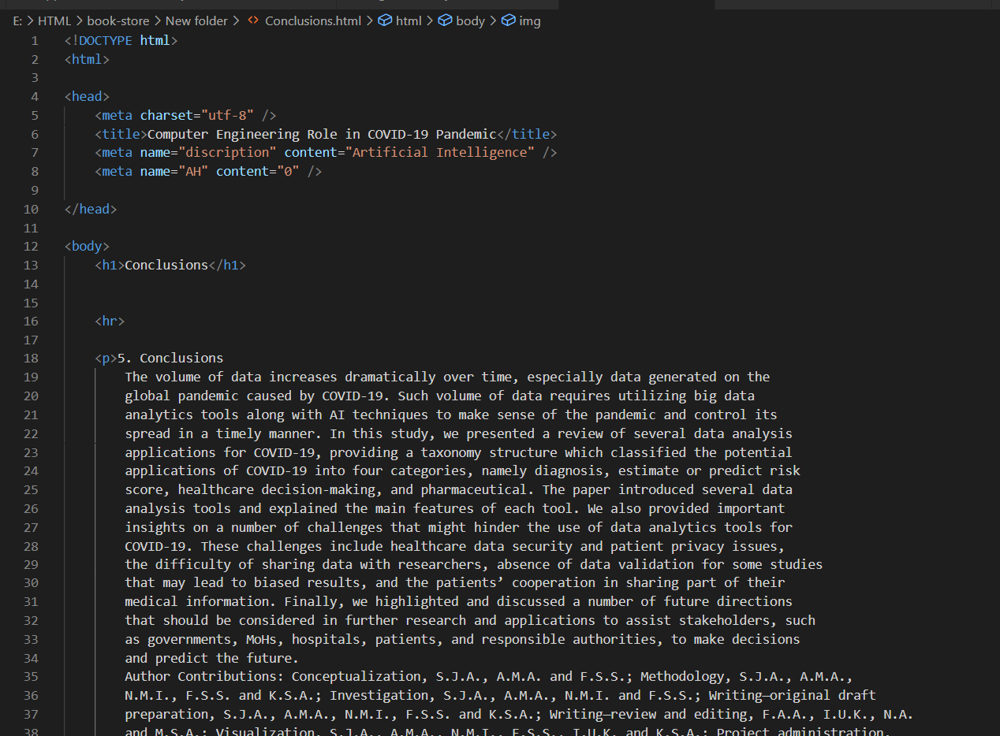 E: > HTML > book-store > New folder > <> Conclusions.html > html > body > img
1 <!DOCTYPE html>
2 <html>
3
4 <head>
5 <meta charset="utf-8" />
6 <title>Computer Engineering Role in COVID-19 Pandemic</title>
7 <meta name="discription" content="Artificial Intelligence" />
8 <meta name="AH" content="0" />
9
10 </head>
11
12 <body>
13 <h1>Conclusions</h1>
14
15
16 <hr>
17
18 <p>5. Conclusions
19 The volume of data increases dramatically over time, especially data generated on the
20 global pandemic caused by COVID-19. Such volume of data requires utilizing big data
21 analytics tools along with AI techniques to make sense of the pandemic and control its
22 spread in a timely manner. In this study, we presented a review of several data analysis
23 applications for COVID-19, providing a taxonomy structure which classified the potential
24 applications of COVID-19 into four categories, namely diagnosis, estimate or predict risk
25 score, healthcare decision-making, and pharmaceutical. The paper introduced several data
26 analysis tools and explained the main features of each tool. We also provided important
27 insights on a number of challenges that might hinder the use of data analytics tools for
28 COVID-19. These challenges include healthcare data security and patient privacy issues,
29 the difficulty of sharing data with researchers, absence of data validation for some studies
30 that may lead to biased results, and the patients’ cooperation in sharing part of their
31 medical information. Finally, we highlighted and discussed a number of future directions
32 that should be considered in further research and applications to assist stakeholders, such
33 as governments, MoHs, hospitals, patients, and responsible authorities, to make decisions
34 and predict the future.
35 Author Contributions: Conceptualization, S.J.A., A.M.A. and F.S.S.; Methodology, S.J.A., A.M.A.,
36 N.M.I., F.S.S. and K.S.A.; Investigation, S.J.A., A.M.A., N.M.I. and F.S.S.; Writing—original draft
37 preparation, S.J.A., A.M.A., N.M.I., F.S.S. and K.S.A.; Writing—review and editing, F.A.A., I.U.K., N.A.
38 and M.S.A.; Visualization, S.J.A., A.M.A., N.M.I., F.S.S., I.U.K. and K.S.A.; Project administration,